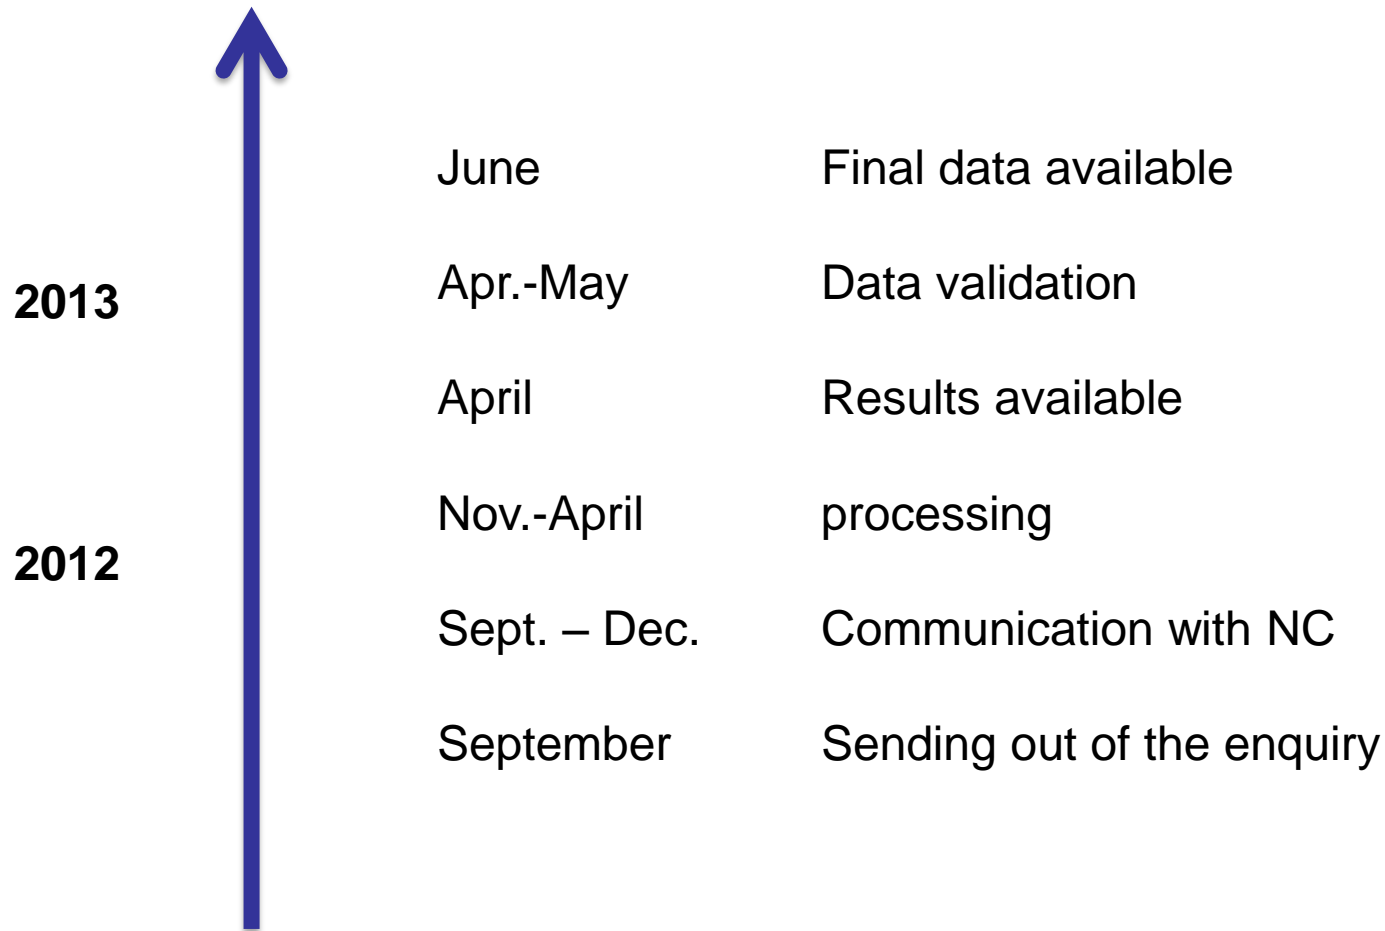 June Final data available
2013
Apr.-May Data validation
April Results available
Nov.-April processing
2012
Sept. – Dec. Communication with NC
September Sending out of the enquiry